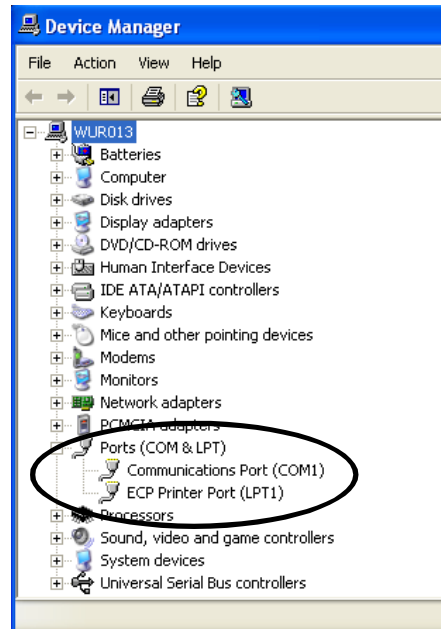 Device Manager
File Action View Help
WUR013
Batteries
Computer
Disk drives
Display adapters
DVD/CD-ROM drives
Human Interface Devices
IDE ATA/ATAPI controllers
Keyboards
Mice and other pointing devices
Modems
Monitors
Network adapters
PCMCIA adapters
Ports (COM & LPT)
Communications Port (COM1)
ECP Printer Port (LPT1)
Processors
Sound, video and game controllers
System devices
Universal Serial Bus controllers